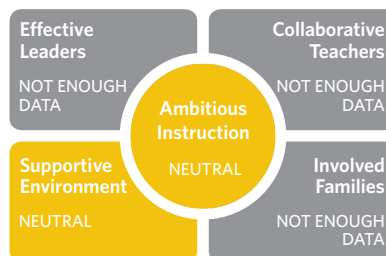 Effective
Leaders
NOT ENOUGH
DATA
Collaborative
Teachers
NOT ENOUGH
DATA
Ambitious
Instruction
NEUTRAL
Supportive
Environment
NEUTRAL
Involved
Families
NOT ENOUGH
DATA